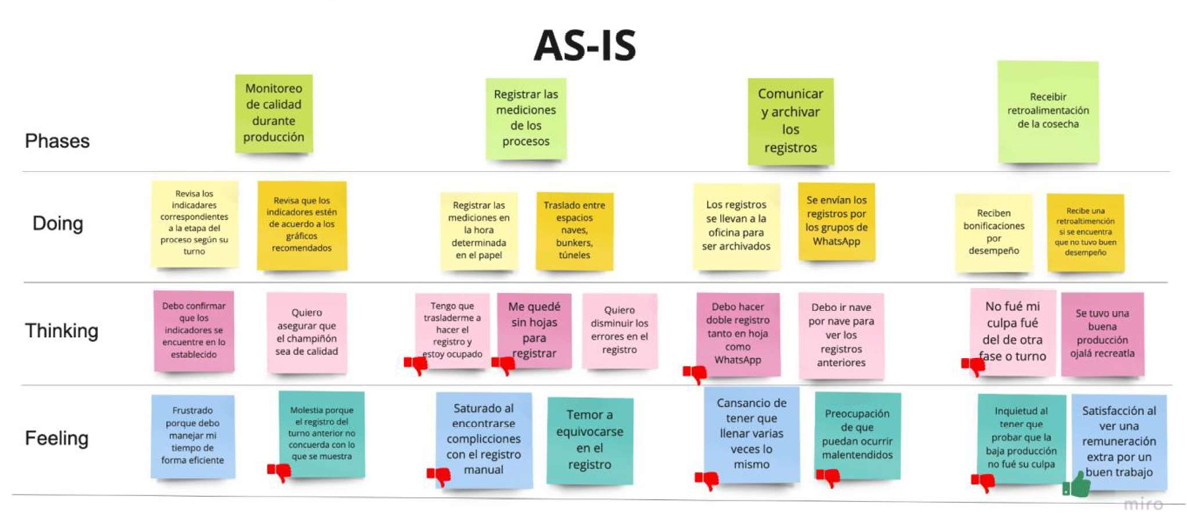 AS-IS
Phases
Monitoreo
de calidad
durante
producción
Registrar las
mediciones
de los
procesos
Comunicar
y archivar
los
registros
Receibir
retroalimentación
de la cosecha
Doing
Revisa los
indicadares
correspondientes
a la etapa del
proceso según su
turno
Revisa que los
indicadores estén
de acuerdo a los
gráficos
recomendados
Registrar las
mediciones en
la hora
determinada
en el papel
Traslado entre
espacios
naves,
bunkers,
túneles
Los registros
se llevan a la
oficina para
ser archivados
Se envían los
registros por
los grupos de
WhatsApp
Reciben
bonificaciones
por
desempeño
Recibe una
retroaltimención
si se encuentra
que no tuvo buen
desempeño
Thinking
Debo confirmar
que los
indicadores se
encuentre en lo
establecido
Quiero
asegurar que
el champiñón
sea de calidad
Tengo que
trasladerme a
hacer el
registro y
estoy ocupado
Me quedé
sin hojas
para
registrar
Quiero
disminuir los
errores en el
registro
Debo hacer
doble registro
tanto en hoja
como
WhatsApp
Debo ir nave
por nave para
ver los
registros
anteriores
No fué mi
culpa fué
del de otra
fase o turno
Se tuvo una
buena
producción
ojalá recreatla
Feeling
Frustrado
porque debo
manejar mi
tiempo de
forma eficiente
Molestia porque
el registro del
turno anterior no
concuerda con lo
que se muestra
Saturado al
encontrarse
complicciones
con el registro
manual
Temor a
equivocarse
en el
registro
Cansancio de
tener que
llenar varias
veces lo
mismo
Preocupación
de que
puedan ocurrir
malentendidos
Inquietud al
tener que
probar que la
baja producción
no fué su culpa
Satisfacción al
ver una
remuneración
extra por un
buen trabajo
miro